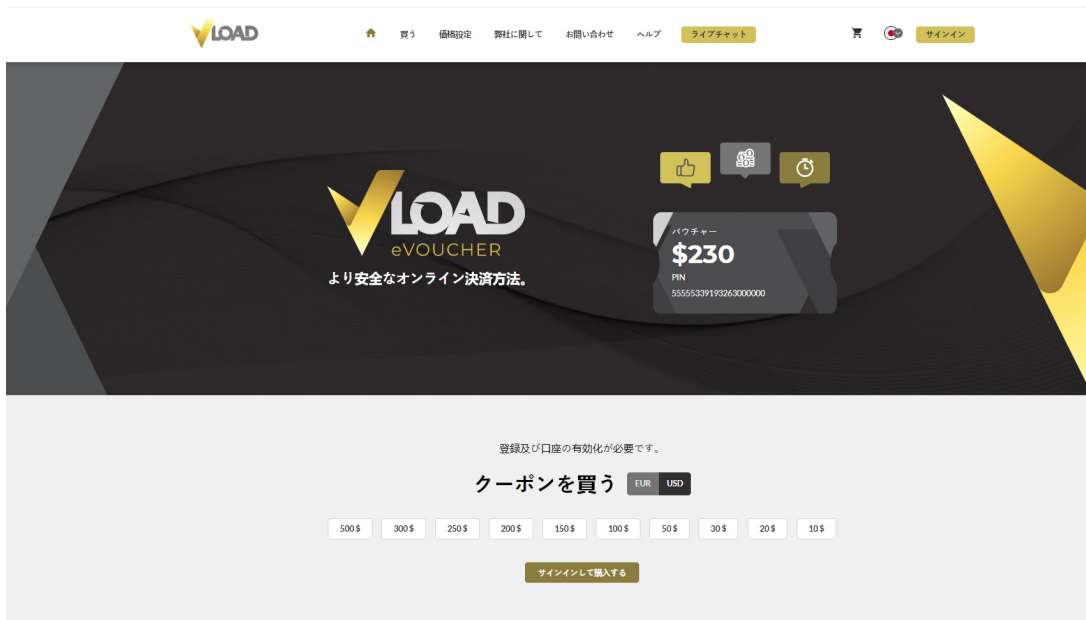 VLOAD
買う 価格設定 弊社に関して お問い合わせ ヘルプ ライブチャット サインイン
VLOAD
eVOUCHER
より安全なオンライン決済方法。
バウチャー
$230
PIN
55555339193263000000
登録及び口座の有効化が必要です。
クーポンを買う EUR USD
500 $ 300 $ 250 $ 200 $ 150 $ 100 $ 50 $ 30 $ 20 $ 10 $
サインインして購入する